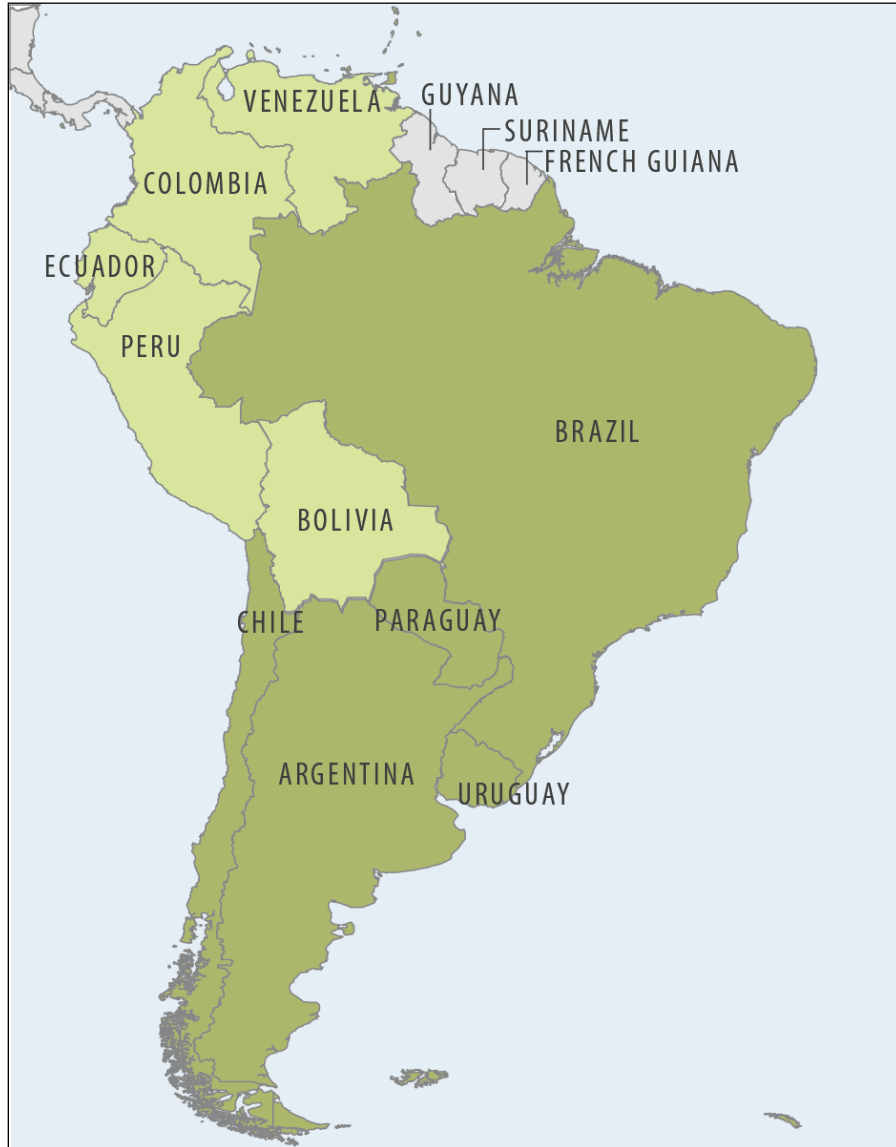 VENEZUELA
GUYANA
SURINAME
FRENCH GUIANA
COLOMBIA
ECUADOR
PERU
BRAZIL
BOLIVIA
CHILE
PARAGUAY
ARGENTINA
URUGUAY